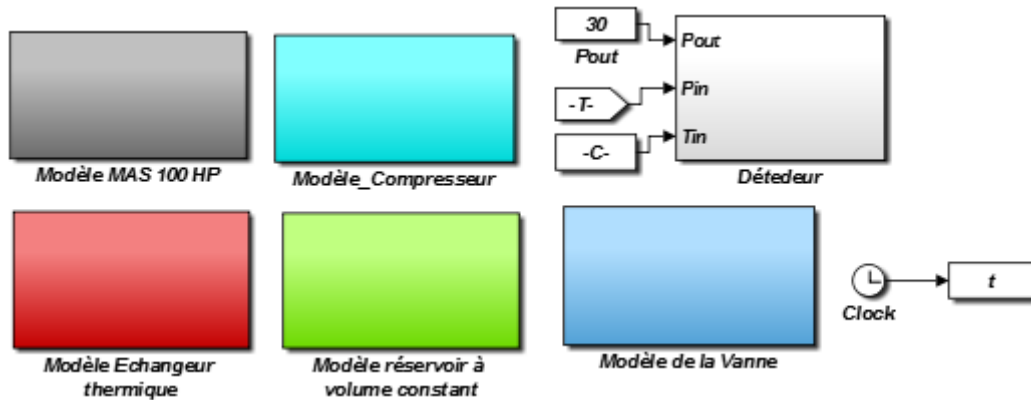 30
Pout
Pout
-T-
Pin
-C-
Tin
Modèle MAS 100 HP
Modèle_Compresseur
Détedeur
Modèle Echangeur
thermique
Modèle réservoir à
volume constant
Modèle de la Vanne
Clock
t